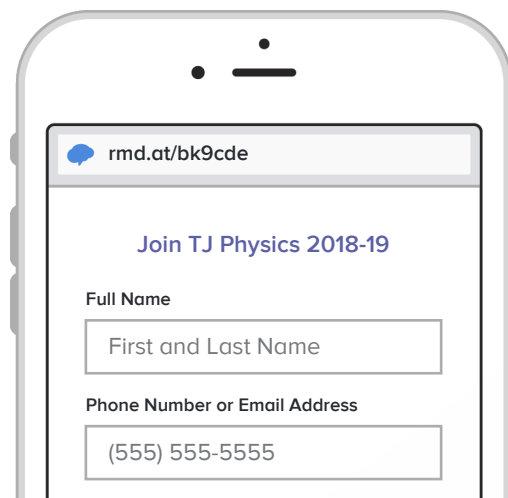 rmd.at/bk9cde
Join TJ Physics 2018-19
Full Name
First and Last Name
Phone Number or Email Address
(555) 555-5555